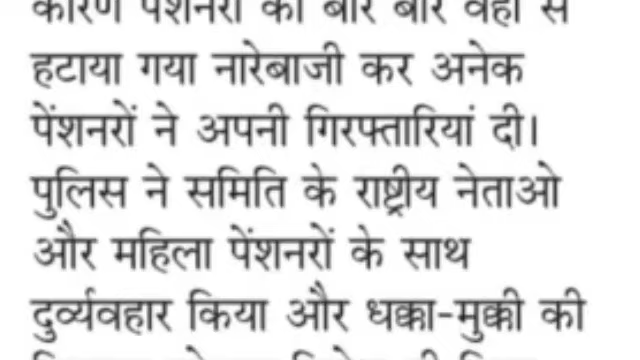 कारण पेंशनरों को बार बार वहां से
हटाया गया नारेबाजी कर अनेक
पेंशनरों ने अपनी गिरफ्तारियां दी।
पुलिस ने समिति के राष्ट्रीय नेताओ
और महिला पेंशनरों के साथ
दुर्व्यवहार किया और धक्का-मुक्की की